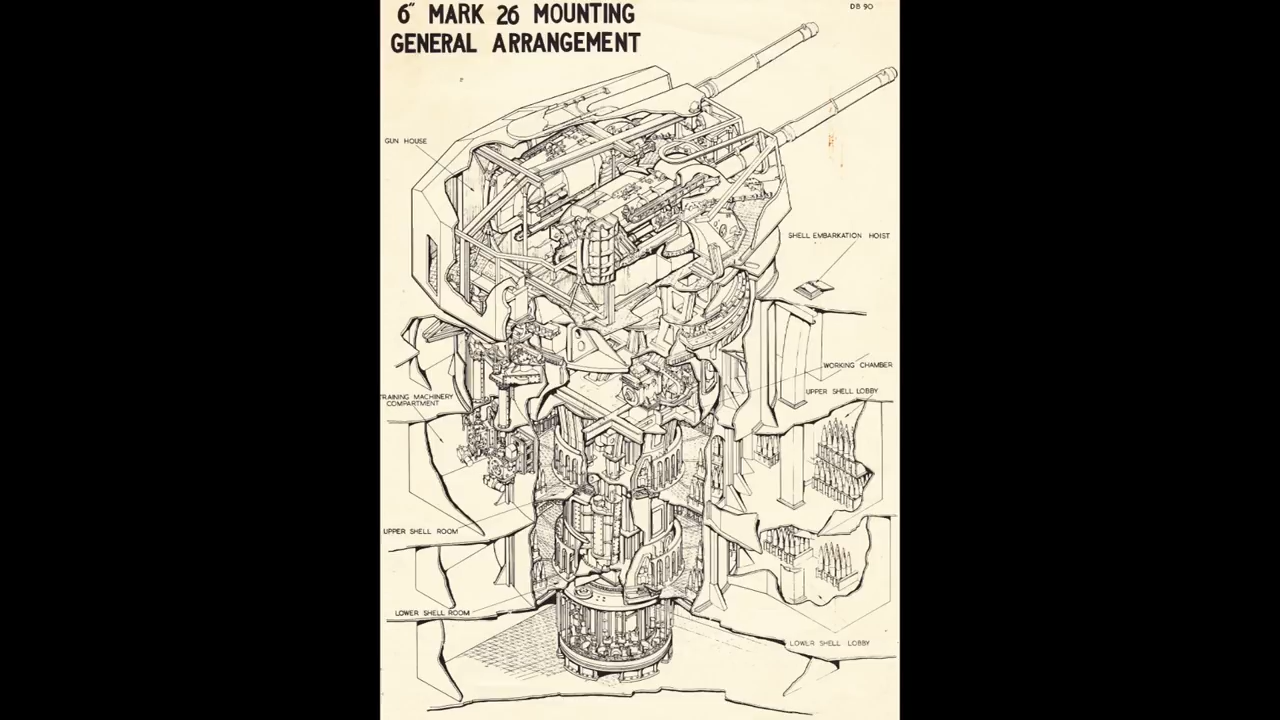 6" MARK 26 MOUNTING
GENERAL ARRANGEMENT
DB 90
GUN HOUSE
SHELL EMBARKATION HOIST
WORKING CHAMBER
UPPER SHELL LOBBY
TRAINING MACHINERY
COMPARTMENT
UPPER SHELL ROOM
LOWER SHELL ROOM
LOWER SHELL LOBBY